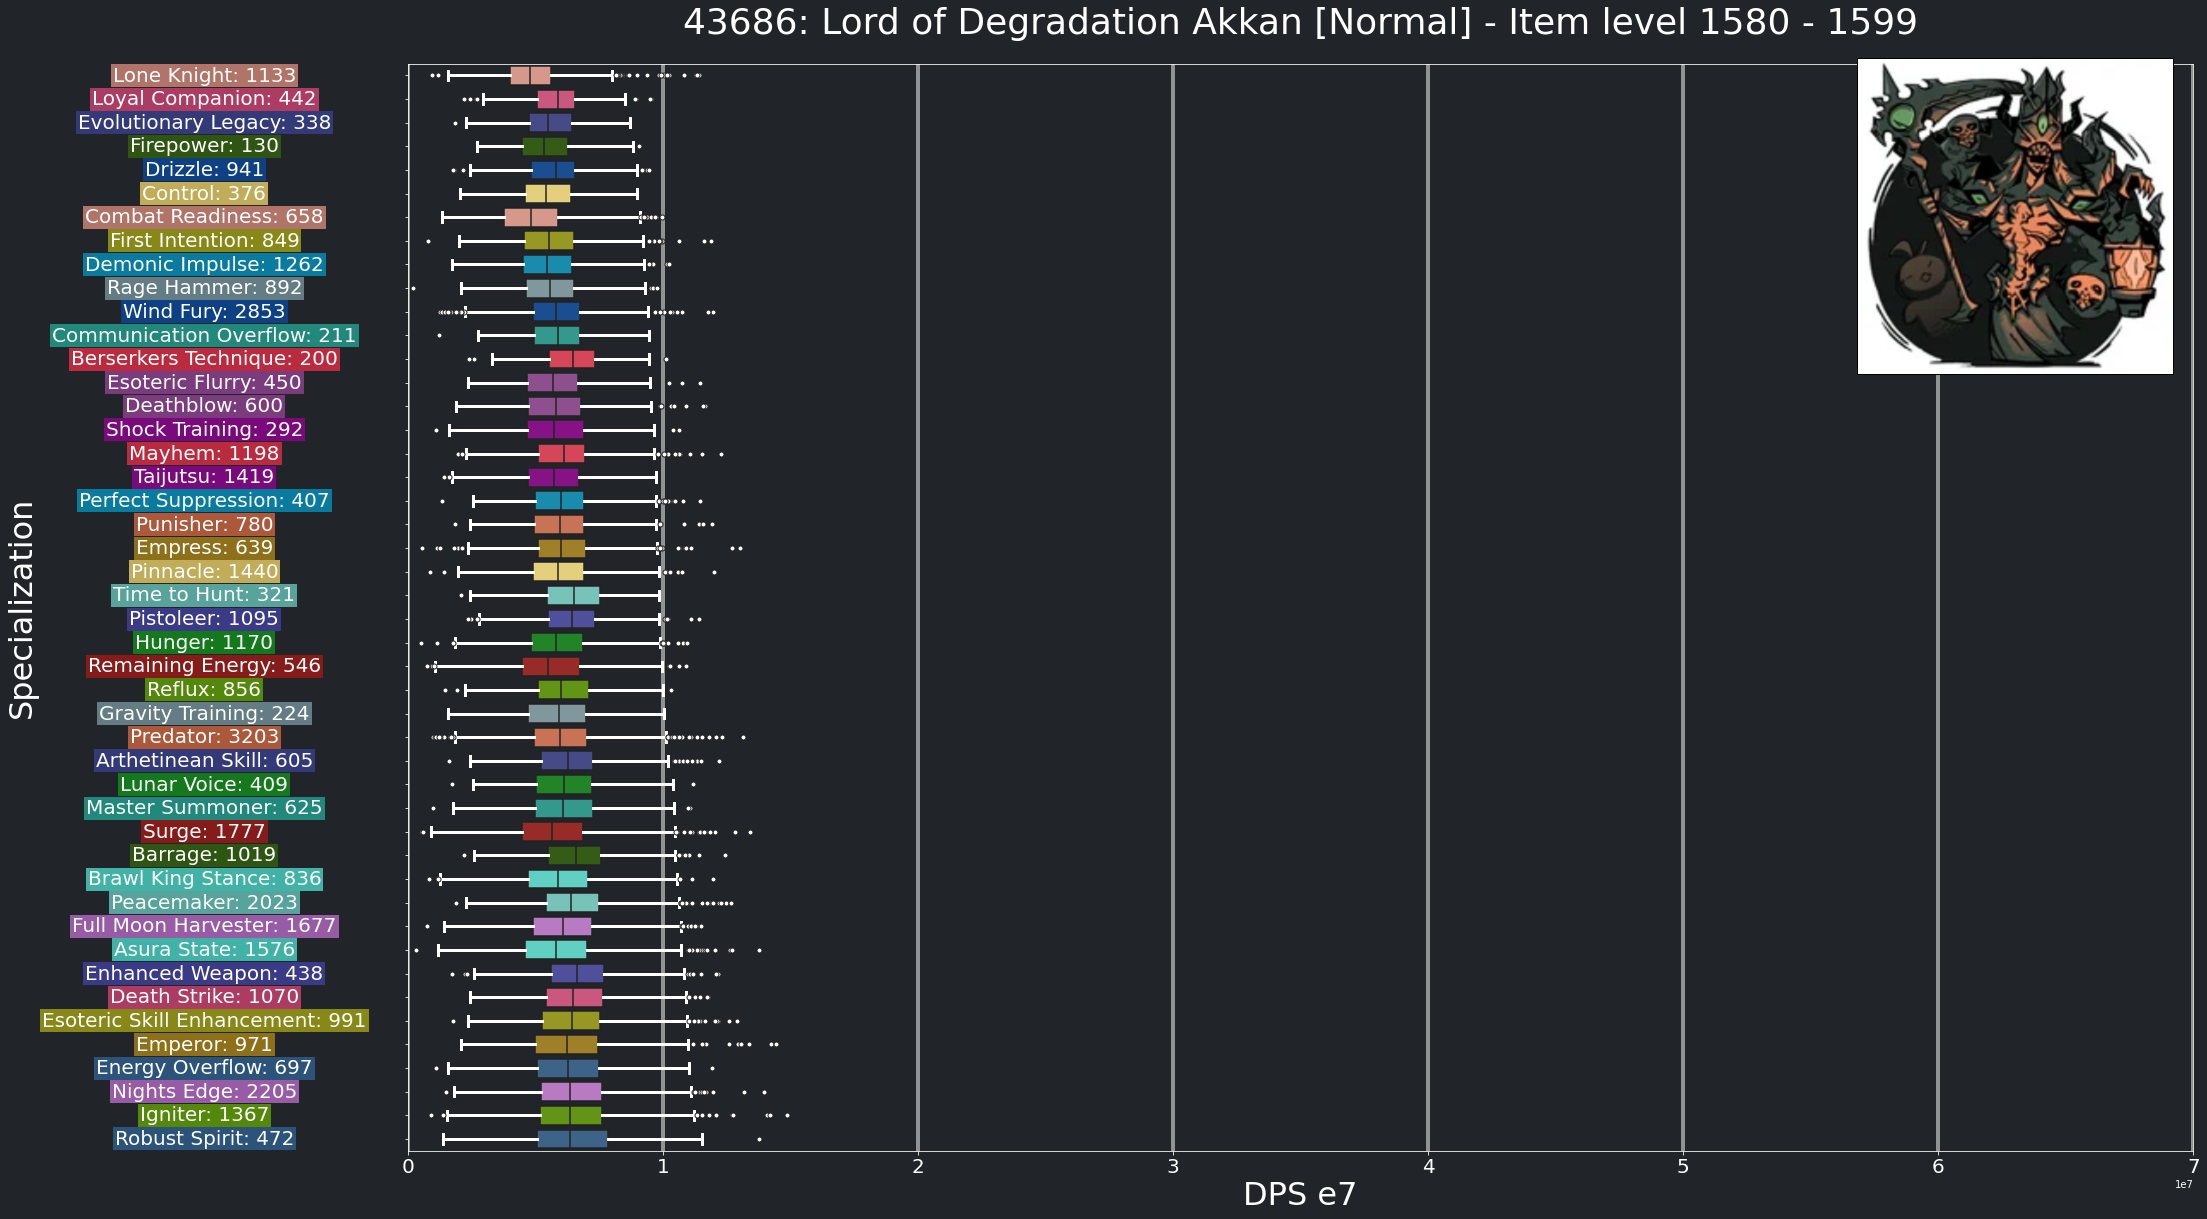 43686: Lord of Degradation Akkan [Normal] - Item level 1580 - 1599
Specialization
Lone Knight: 1133
Loyal Companion: 442
Evolutionary Legacy: 338
Firepower: 130
Drizzle: 941
Control: 376
Combat Readiness: 658
First Intention: 849
Demonic Impulse: 1262
Rage Hammer: 892
Wind Fury: 2853
Communication Overflow: 211
Berserkers Technique: 200
Esoteric Flurry: 450
Deathblow: 600
Shock Training: 292
Mayhem: 1198
Taijutsu: 1419
Perfect Suppression: 407
Punisher: 780
Empress: 639
Pinnacle: 1440
Time to Hunt: 321
Pistoleer: 1095
Hunger: 1170
Remaining Energy: 546
Reflux: 856
Gravity Training: 224
Predator: 3203
Arthetinean Skill: 605
Lunar Voice: 409
Master Summoner: 625
Surge: 1777
Barrage: 1019
Brawl King Stance: 836
Peacemaker: 2023
Full Moon Harvester: 1677
Asura State: 1576
Enhanced Weapon: 438
Death Strike: 1070
Esoteric Skill Enhancement: 991
Emperor: 971
Energy Overflow: 697
Nights Edge: 2205
Igniter: 1367
Robust Spirit: 472
0 1 2 3 4 5 6 7
1e7
DPS e7